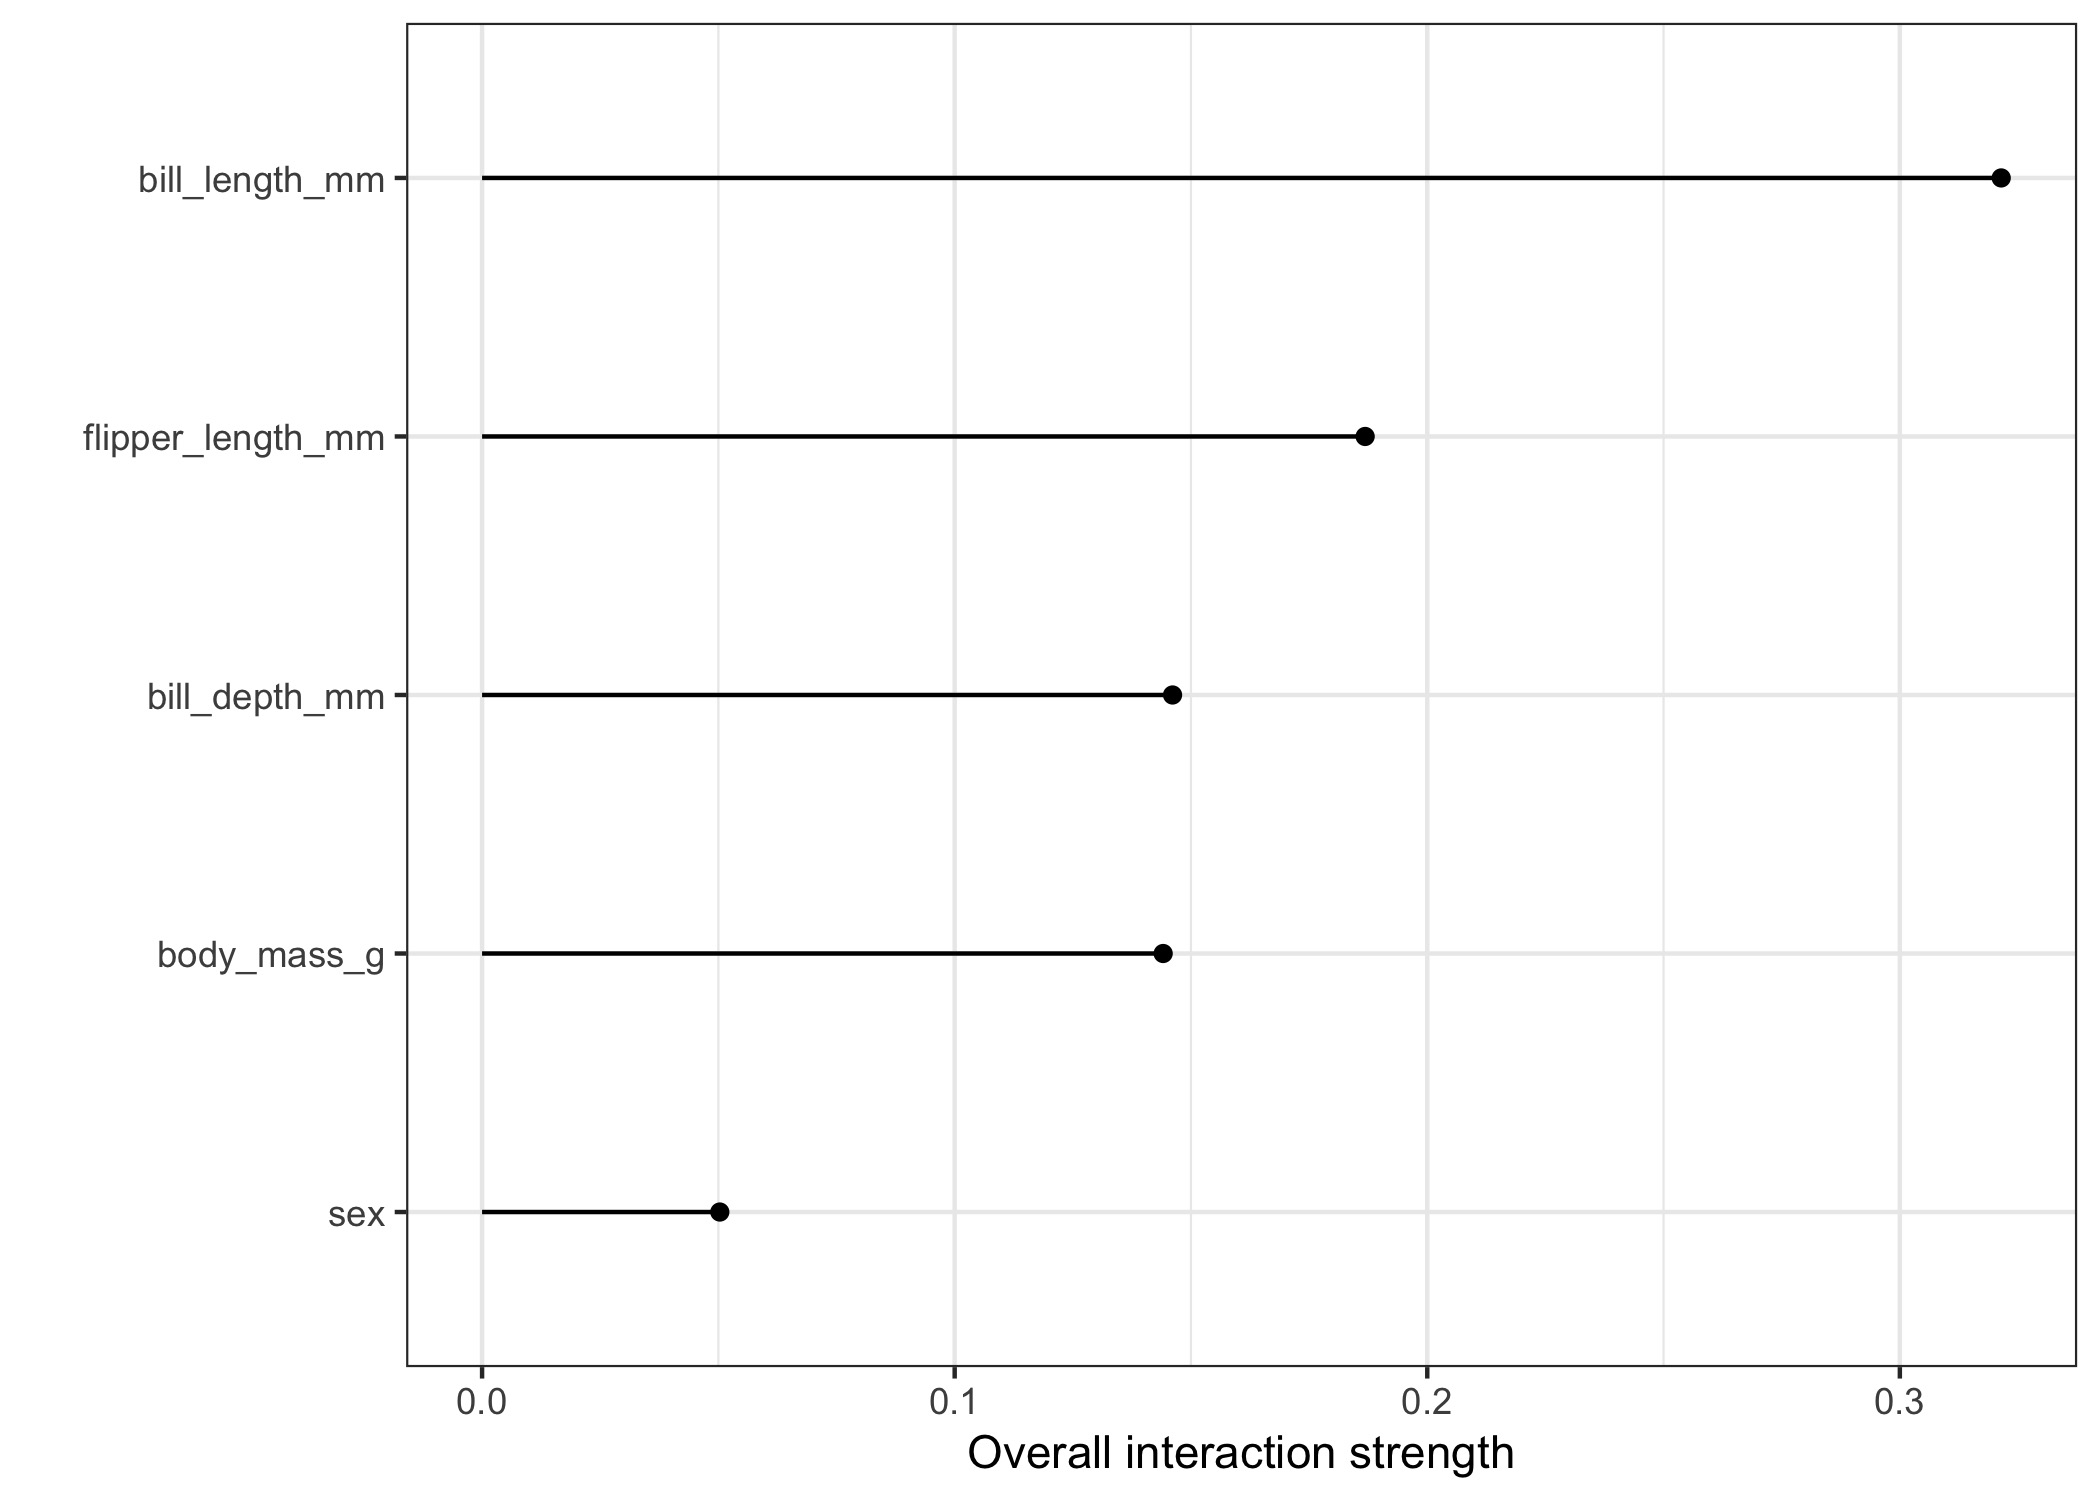 bill_length_mm
flipper_length_mm
bill_depth_mm
body_mass_g
sex
0.0 0.1 0.2 0.3
Overall interaction strength